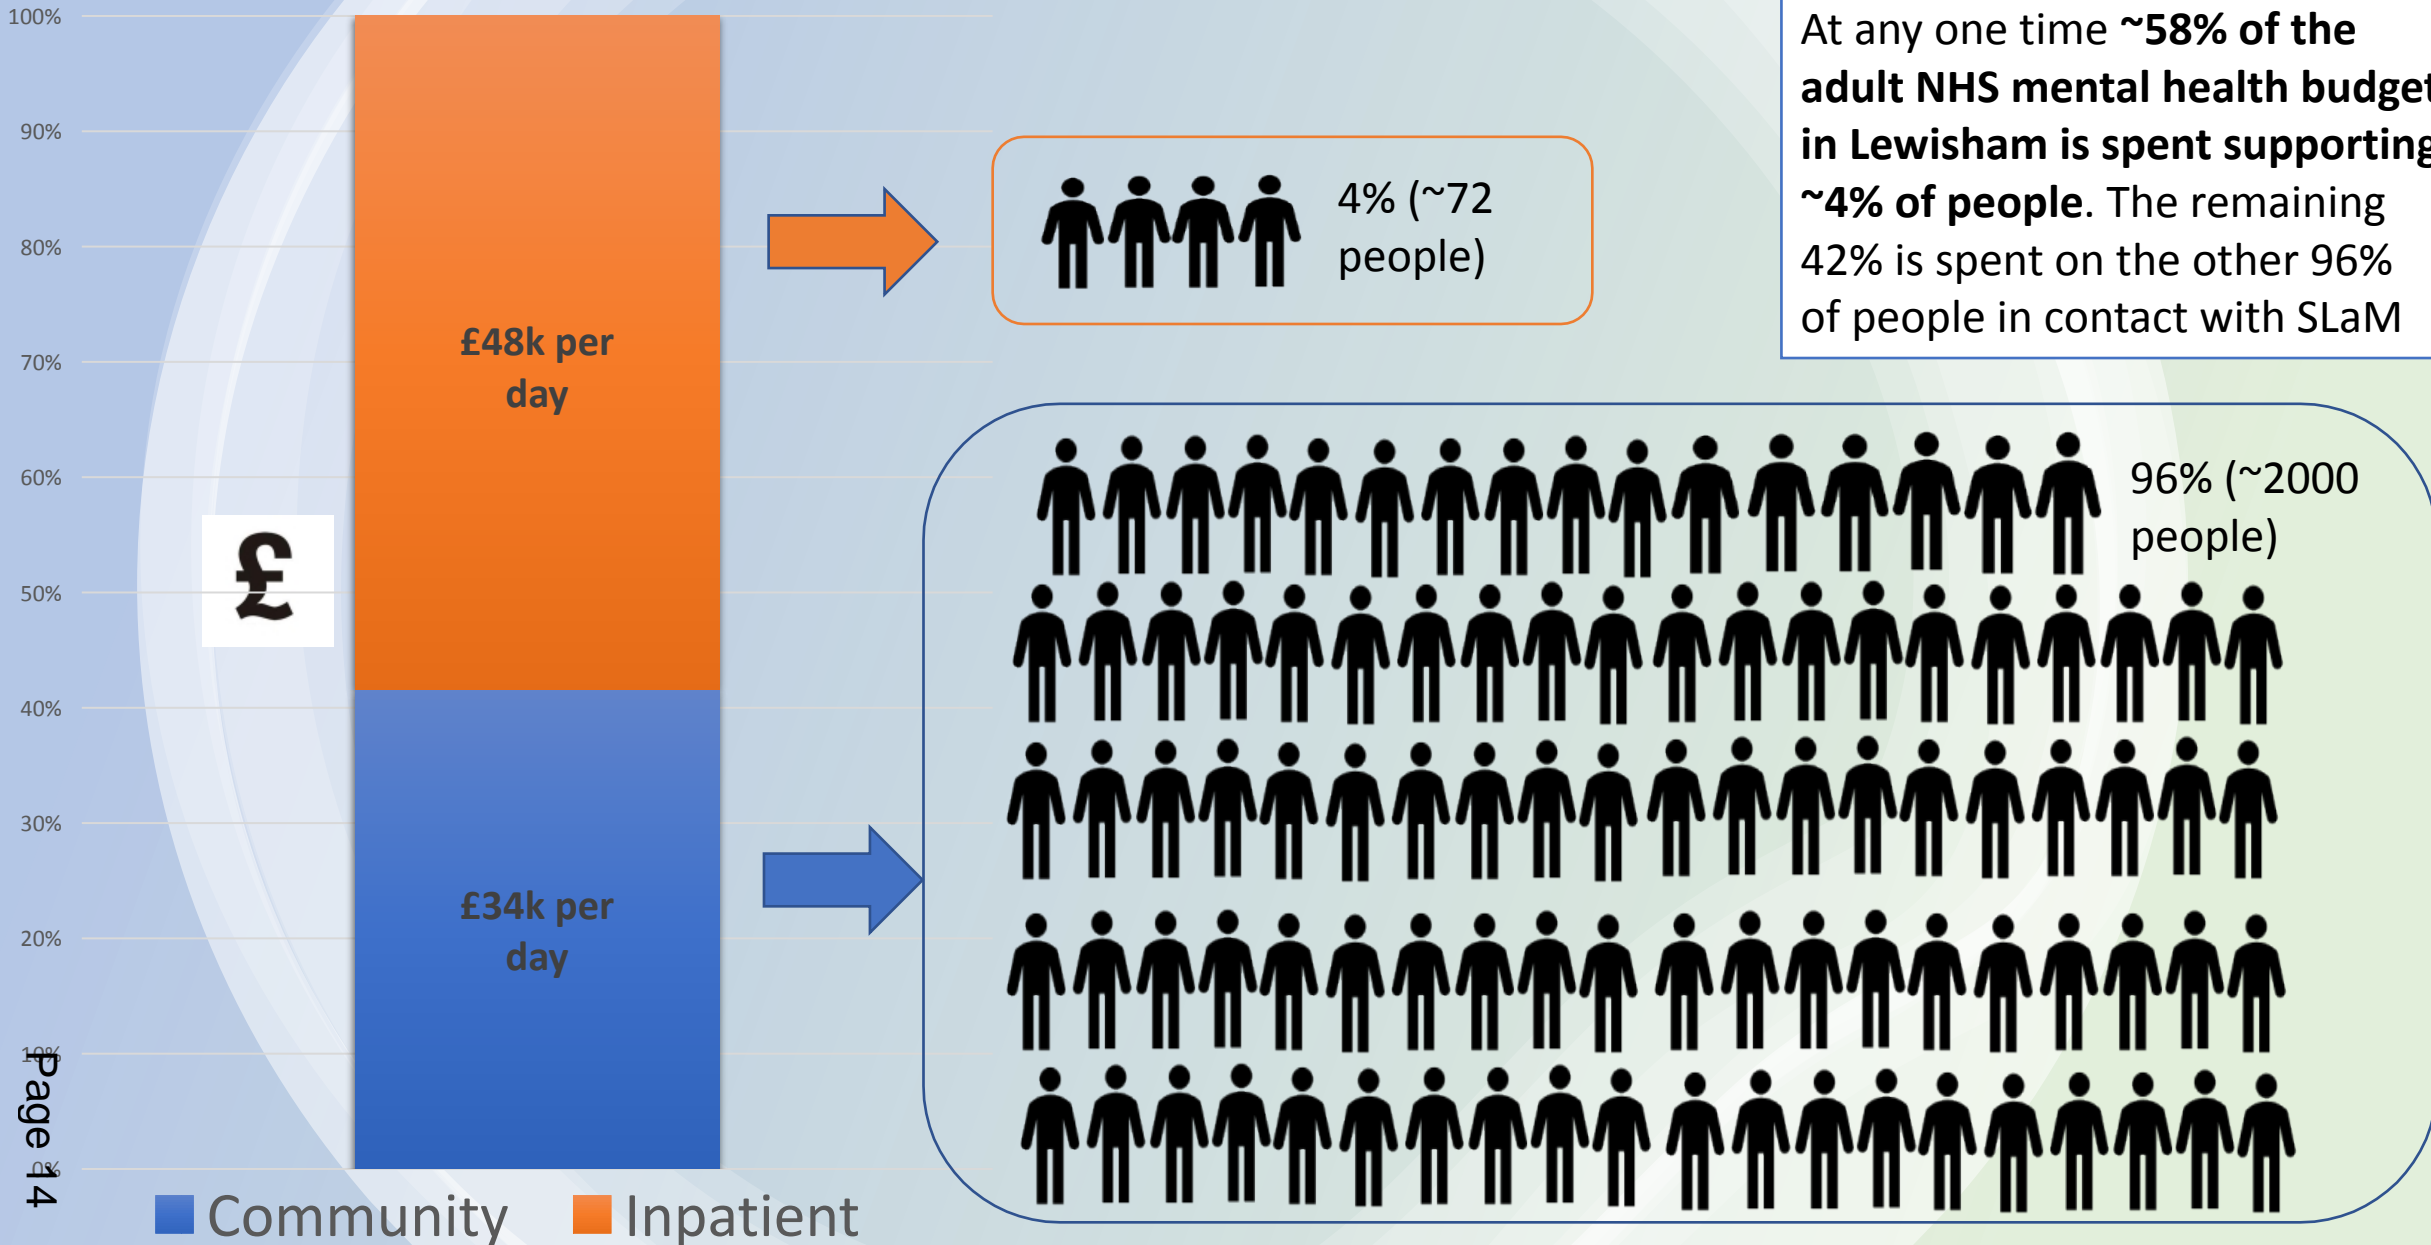 At any one time ~58% of the
adult NHS mental health budget
in Lewisham is spent supporting
~4% of people. The remaining
42% is spent on the other 96%
of people in contact with SLaM
100%
90%
80%
70%
60%
50%
40%
30%
20%
10%
0%
£
£48k per
day
£34k per
day
4% (~72
people)
96% (~2000
people)
Community
Inpatient
Page 14